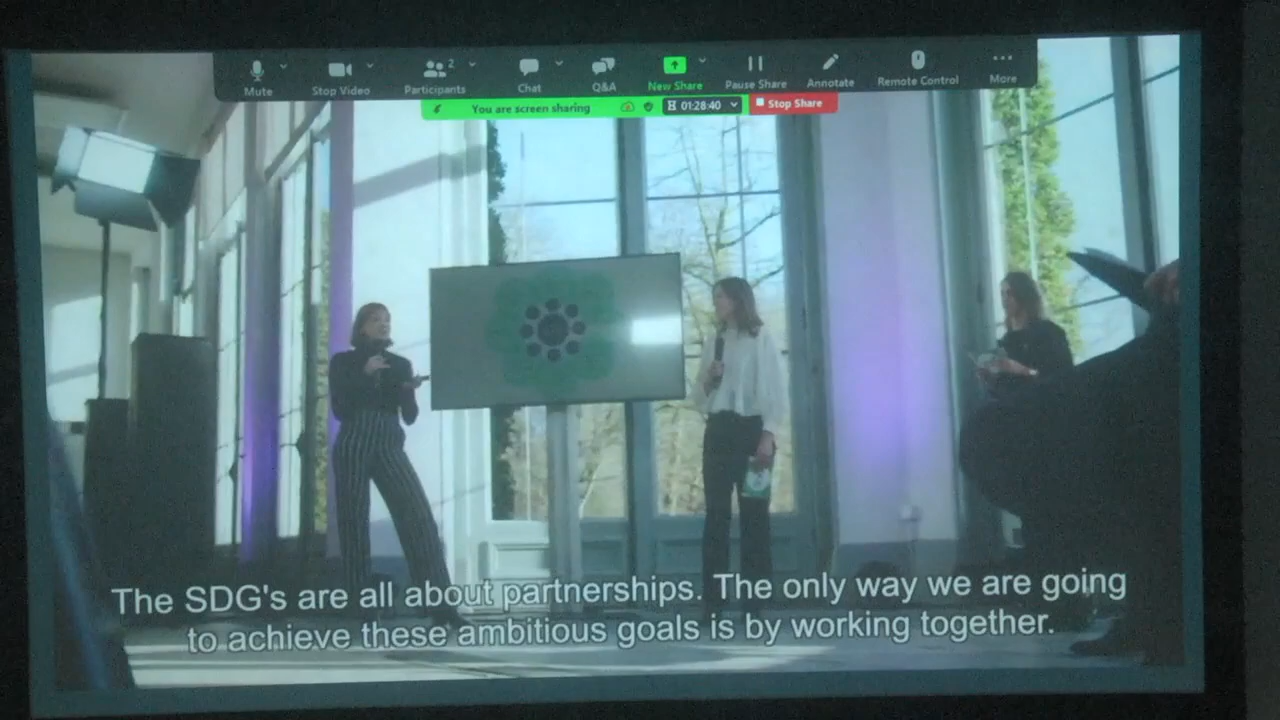 Mute
Stop Video
Participants 2
Chat
Q&A
New Share
Pause Share
Annotate
Remote Control
More
You are screen sharing
01:28:40
Stop Share
The SDG's are all about partnerships. The only way we are going
to achieve these ambitious goals is by working together.